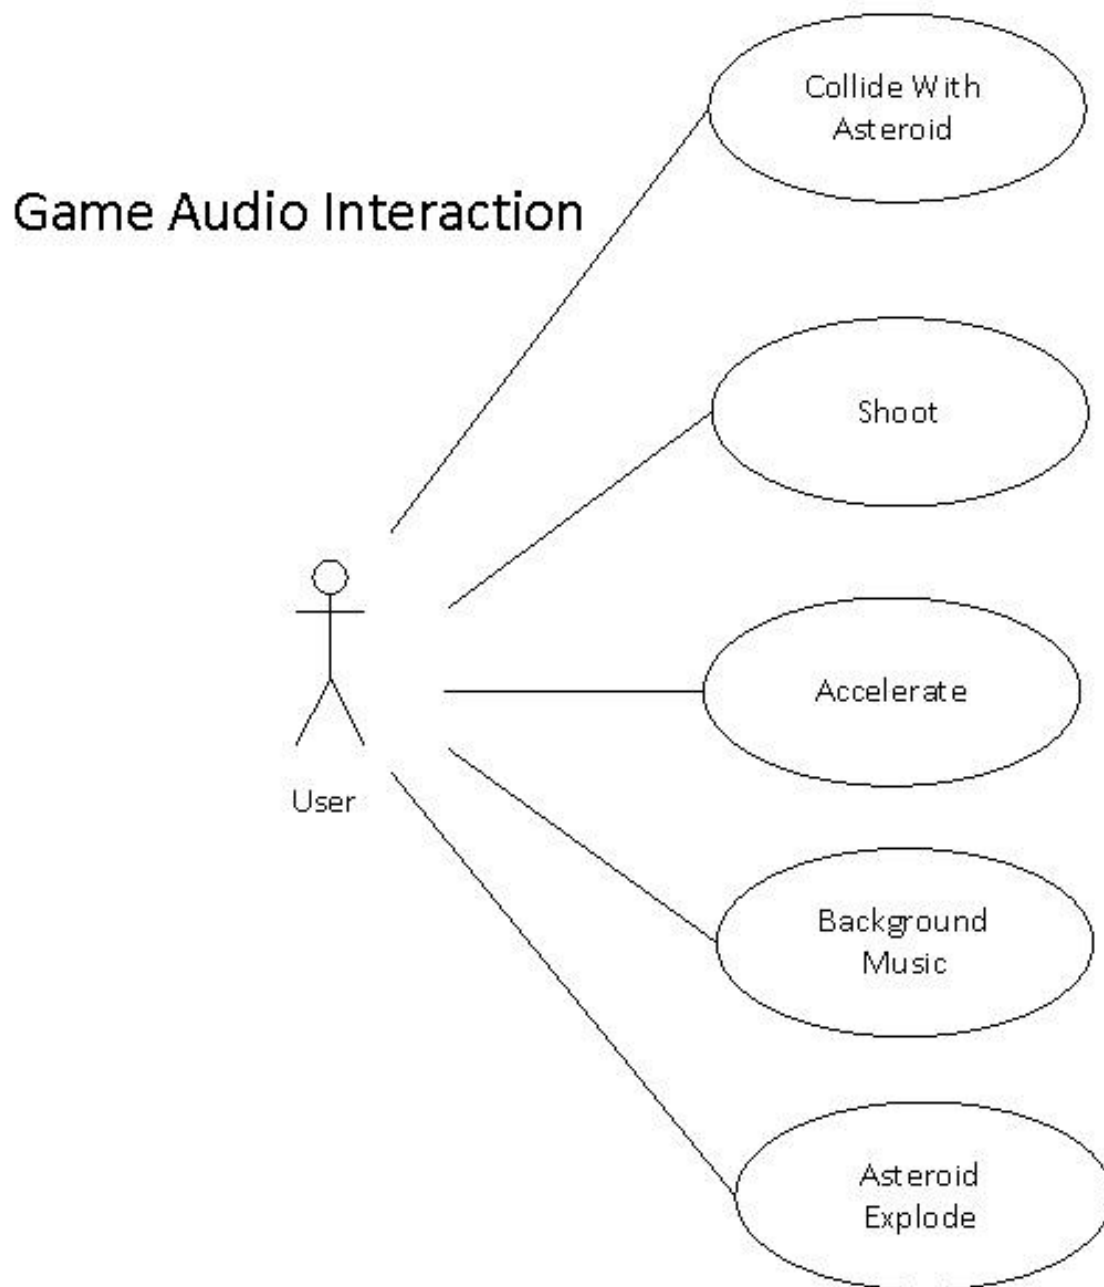 Game Audio Interaction
Collide With
Asteroid
Shoot
Accelerate
User
Background
Music
Asteroid
Explode